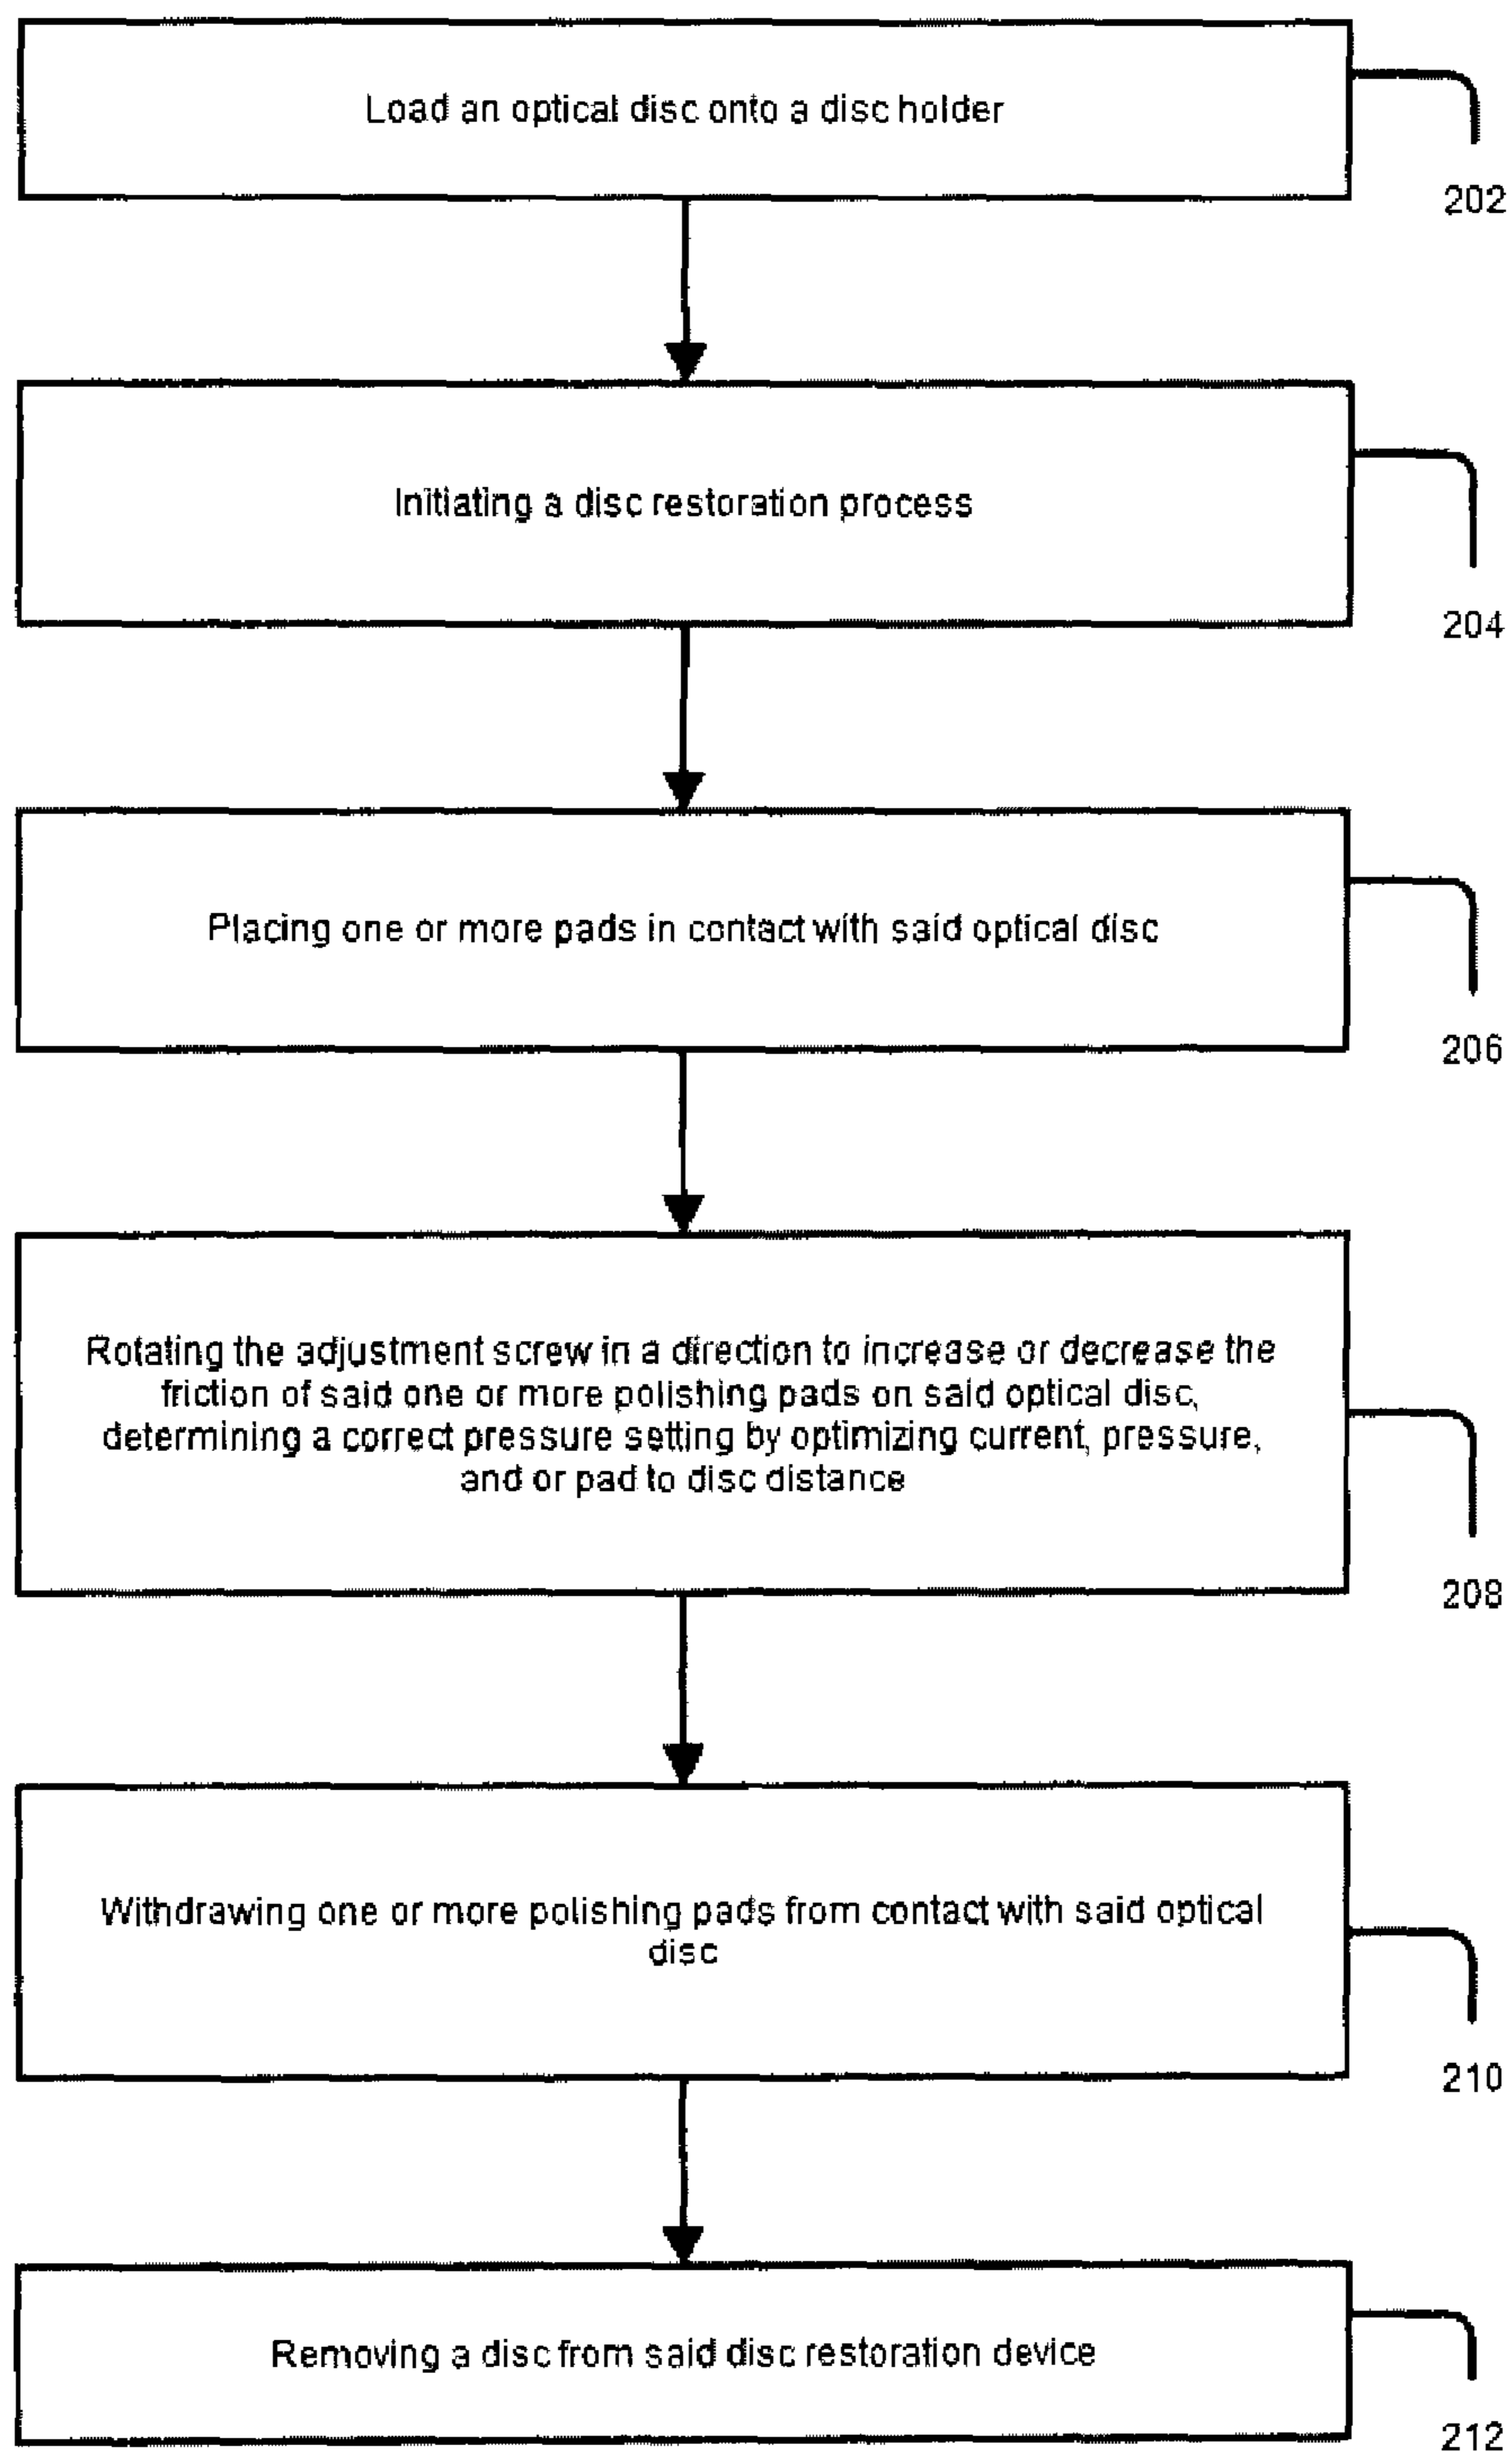 Load an optical disc onto a disc holder
202
Initiating a disc restoration process
204
Placing one or more pads in contact with said optical disc
206
Rotating the adjustment screw in a direction to increase or decrease the
friction of said one or more polishing pads on said optical disc,
determining a correct pressure setting by optimizing current, pressure,
and or pad to disc distance
208
Withdrawing one or more polishing pads from contact with said optical
disc
210
Removing a disc from said disc restoration device
212